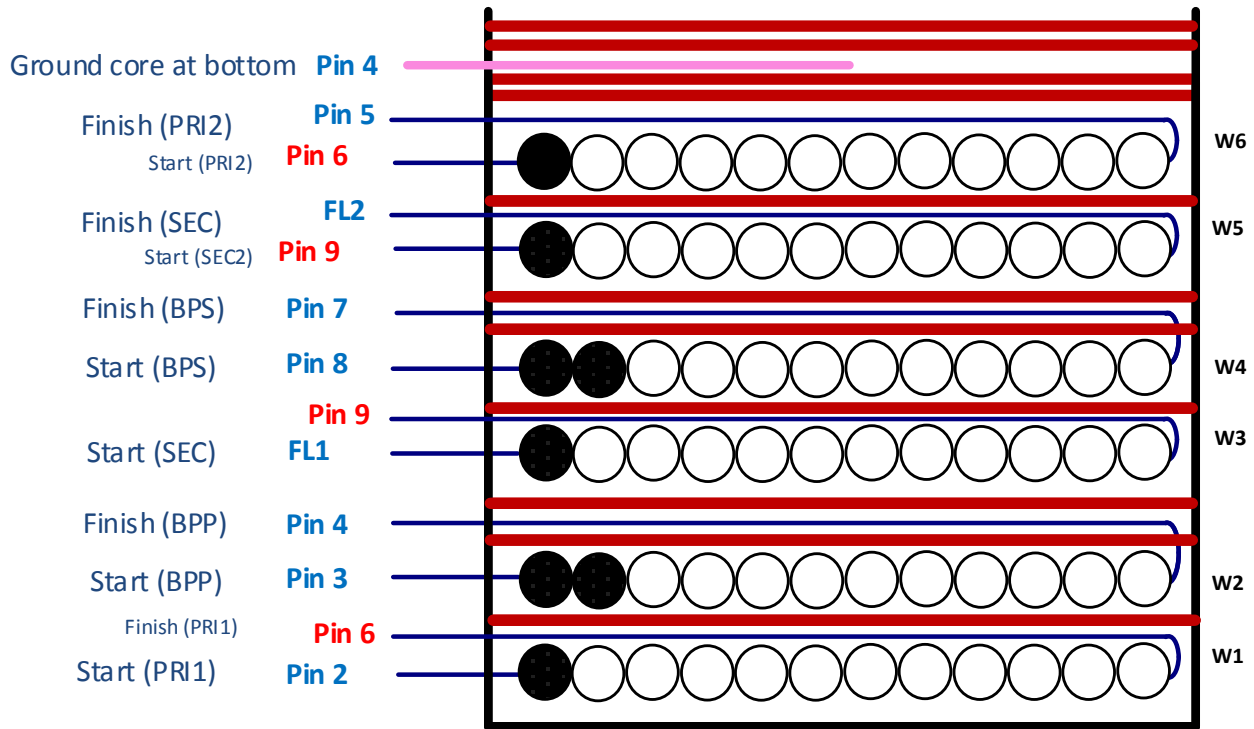 Ground core at bottom Pin 4
Pin 5
Finish (PRI2)
Start (PRI2) Pin 6
W6
Finish (SEC) FL2
Start (SEC2) Pin 9
W5
Finish (BPS) Pin 7
Start (BPS) Pin 8
W4
Pin 9
Start (SEC) FL1
W3
Finish (BPP) Pin 4
Start (BPP) Pin 3
W2
Finish (PRI1) Pin 6
Start (PRI1) Pin 2
W1